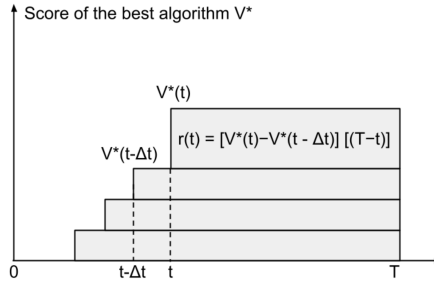 Score of the best algorithm V*
V*(t)
r(t) = [V*(t)−V*(t - Δt)] [(T−t)]
V*(t-Δt)
0 t-Δt t T